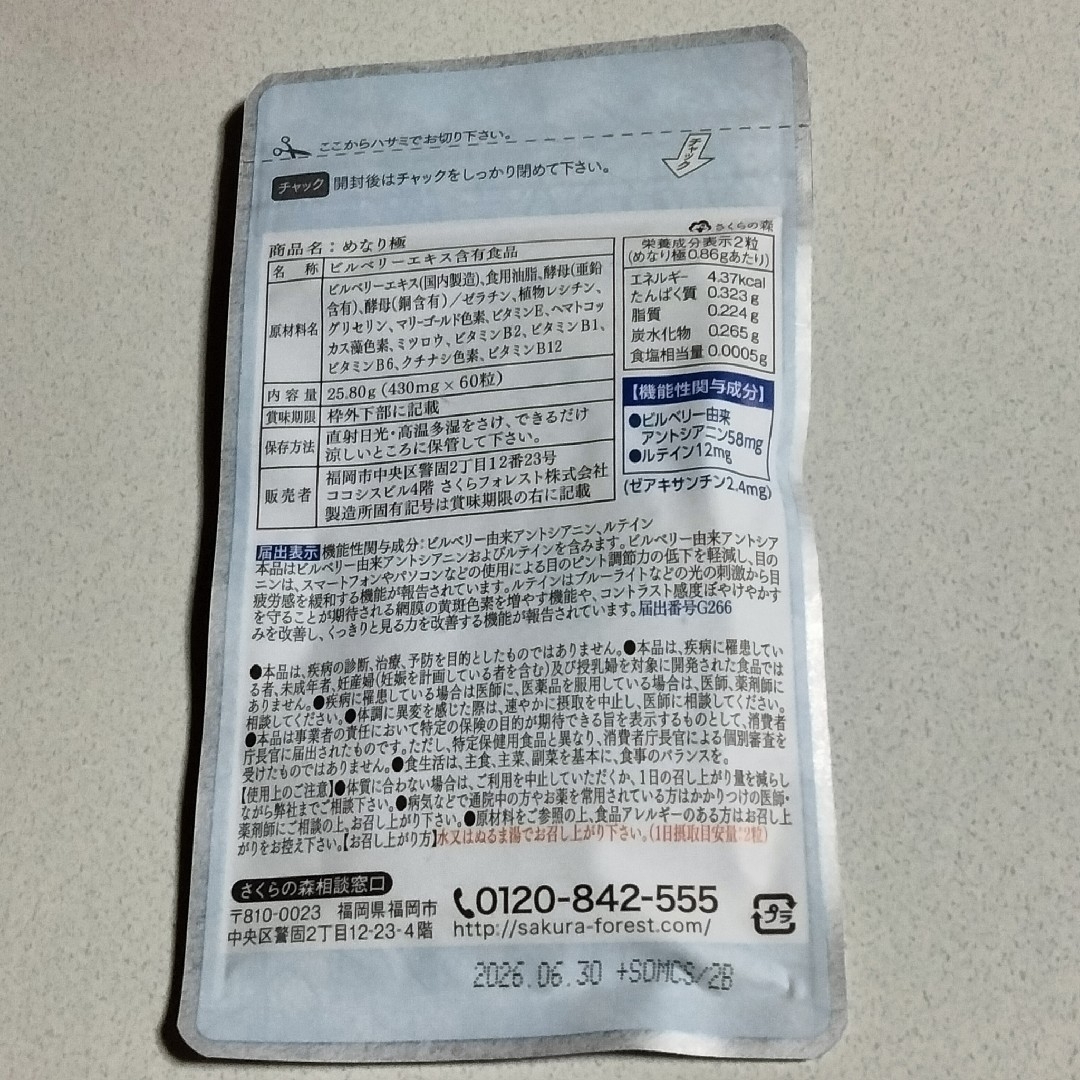 ここからハサミでお切り下さい。
チャック 開封後はチャックをしっかり閉めて下さい。
チャック
さくらの森
商品名：めなり極
名 称 ビルベリーエキス含有食品
原材料名 ビルベリーエキス(国内製造)、食用油脂、酵母(亜鉛
含有)、酵母(銅含有)／ゼラチン、植物レシチン、
グリセリン、マリーゴールド色素、ビタミンE、ヘマトコッ
カス藻色素、ミツロウ、ビタミンB2、ビタミンB1、
ビタミンB6、クチナシ色素、ビタミンB12
内 容 量 25.80g (430mg×60粒)
賞味期限 枠外下部に記載
保存方法 直射日光・高温多湿をさけ、できるだけ
涼しいところに保管して下さい。
販 売 者 福岡市中央区警固2丁目12番23号
ココシスビル4階 さくらフォレスト株式会社
製造所固有記号は賞味期限の右に記載
栄養成分表示2粒
(めなり極0.86gあたり)
エネルギー 4.37kcal
たんぱく質 0.323g
脂質 0.224g
炭水化物 0.265g
食塩相当量 0.0005g
【機能性関与成分】
●ビルベリー由来
アントシアニン58mg
●ルテイン12mg
(ゼアキサンチン2.4mg)
届出表示 機能性関与成分：ビルベリー由来アントシアニン、ルテイン
本品はビルベリー由来アントシアニンおよびルテインを含みます。ビルベリー由来アントシア
ニンは、スマートフォンやパソコンなどの使用による目のピント調節力の低下を軽減し、目の
疲労感を緩和する機能が報告されています。ルテインはブルーライトなどの光の刺激から目
を守ることが期待される網膜の黄斑色素を増やす機能や、コントラスト感度(ぼやけやかす
みを改善し、くっきりと見る力を改善する機能が報告されています。届出番号G266
●本品は、疾病の診断、治療、予防を目的としたものではありません。●本品は、疾病に罹患してい
る者、未成年者、妊産婦(妊娠を計画している者を含む)及び授乳婦を対象に開発された食品では
ありません。●疾病に罹患している場合は医師に、医薬品を服用している場合は、医師、薬剤師に
相談してください。●体調に異変を感じた際は、速やかに摂取を中止し、医師に相談してください。
●本品は事業者の責任において特定の保険の目的が期待できる旨を表示するものとして、消費者
庁長官に届出されたものです。ただし、特定保健用食品と異なり、消費者庁長官による個別審査を
受けたものではありません。●食生活は、主食、主菜、副菜を基本に、食事のバランスを。
【使用上のご注意】●体質に合わない場合は、ご利用を中止していただくか、1日の召し上がり量を減らし
ながら弊社までご相談下さい。●病気などで通院中の方やお薬を常用されている方はかかりつけの医師・
薬剤師にご相談の上、お召し上がり下さい。●原材料をご参照の上、食品アレルギーのある方はお召し上
がりをお控え下さい。【お召し上がり方】水又はぬるま湯でお召し上がり下さい。(1日摂取目安量：2粒)
さくらの森相談窓口
〒810-0023 福岡県福岡市
中央区警固2丁目12-23-4階
0120-842-555
http://sakura-forest.com/
プラ
2026.06.30 +SOMCS/2B